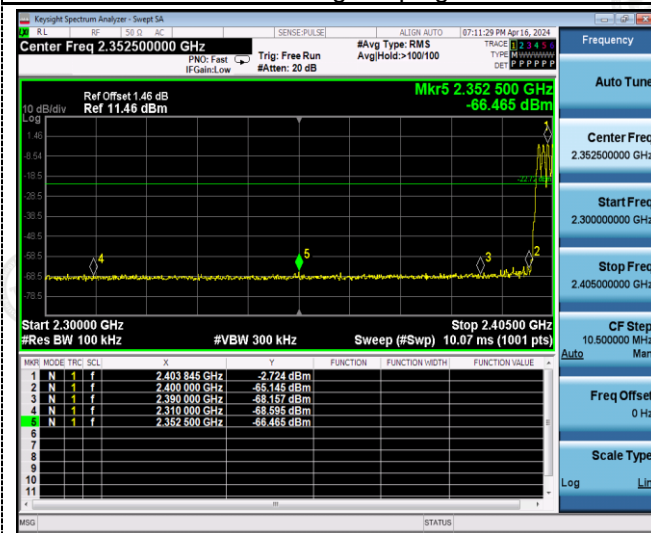 Keysight Spectrum Analyzer - Swept SA
RL RF 50 Ω AC SENSE:PULSE ALIGN AUTO 07:11:29 PM Apr 16, 2024
Center Freq 2.352500000 GHz
PNO: Fast
IFGain:Low
Trig: Free Run
#Atten: 20 dB
#Avg Type: RMS
Avg|Hold:>100/100
TRACE 1 2 3 4 5 6
TYPE M WWWWW
DET P P P P P P
Ref Offset 1.46 dB
10 dB/div Ref 11.46 dBm
Log
Mkr5 2.352 500 GHz
-66.465 dBm
1.46
-8.54
-18.5
-28.5
-38.5
-48.5
-58.5
-68.5
-78.5
1
2
3
4
5
Start 2.30000 GHz Stop 2.40500 GHz
#Res BW 100 kHz #VBW 300 kHz Sweep (#Swp) 10.07 ms (1001 pts)
MKR MODE TRC SCL X Y FUNCTION FUNCTION WIDTH FUNCTION VALUE
1 N 1 f 2.403 845 GHz -2.724 dBm
2 N 1 f 2.400 000 GHz -65.145 dBm
3 N 1 f 2.390 000 GHz -68.157 dBm
4 N 1 f 2.310 000 GHz -68.595 dBm
5 N 1 f 2.352 500 GHz -66.465 dBm
6
7
8
9
10
11
MSG STATUS
Frequency
Auto Tune
Center Freq
2.352500000 GHz
Start Freq
2.300000000 GHz
Stop Freq
2.405000000 GHz
CF Step
10.500000 MHz
Auto Man
Freq Offset
0 Hz
Scale Type
Log Lin